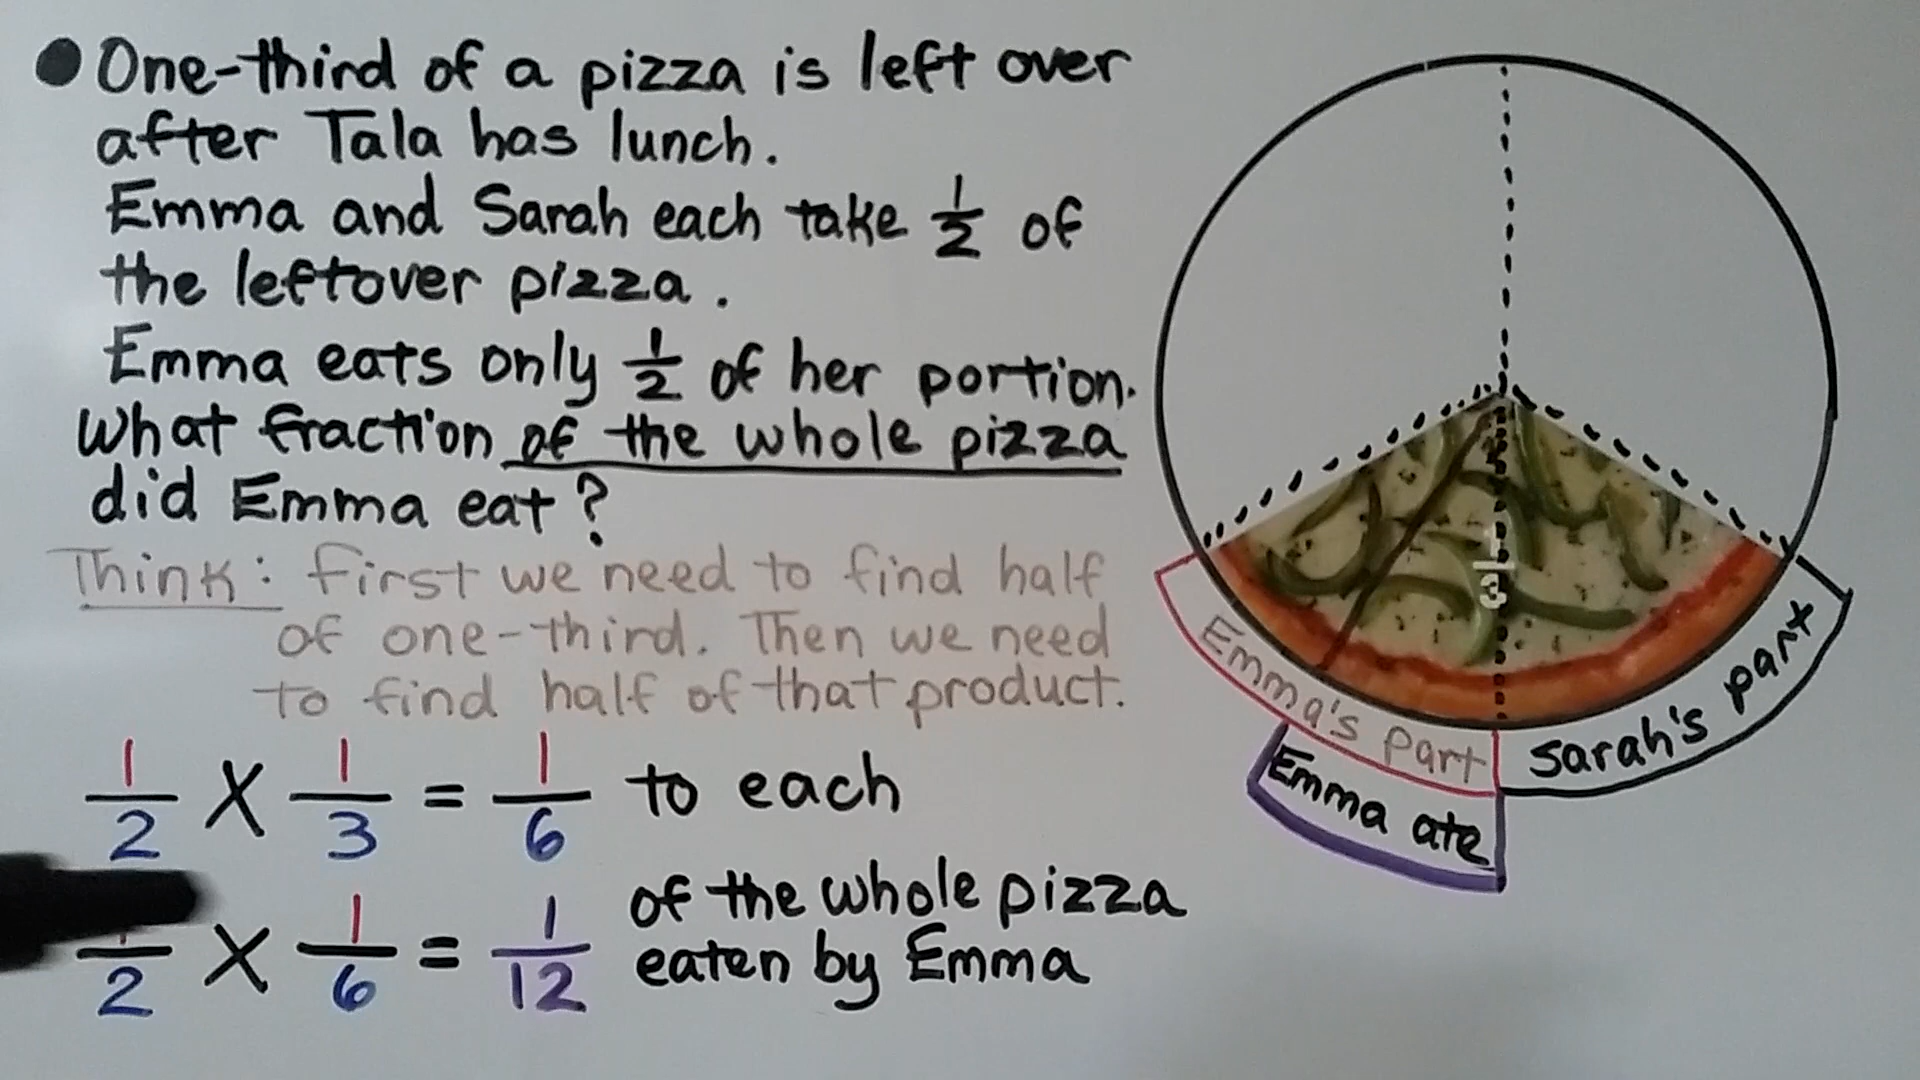 One-third of a pizza is left over
after Tala has lunch.
Emma and Sarah each take 1/2 of
the leftover pizza.
Emma eats only 1/2 of her portion.
What fraction of the whole pizza
did Emma eat?
Think: First we need to find half
of one-third. Then we need
to find half of that product.
1/2 X 1/3 = 1/6 to each
1/2 X 1/6 = 1/12 of the whole pizza
eaten by Emma
1/3
Emma's part
Sarah's part
Emma ate